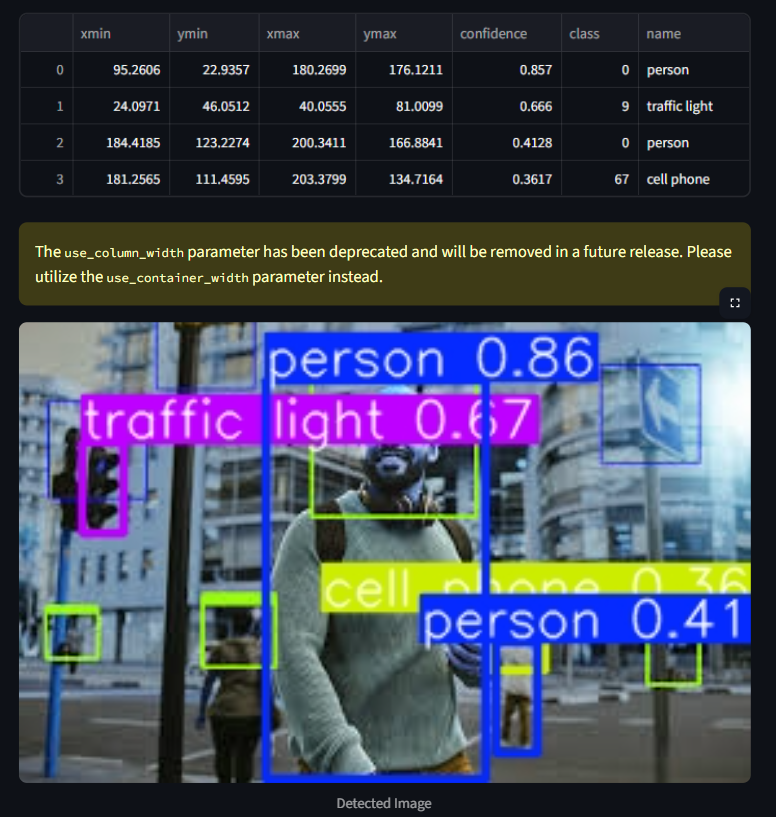 xmin ymin xmax ymax confidence class name
0 95.2606 22.9357 180.2699 176.1211 0.857 0 person
1 24.0971 46.0512 40.0555 81.0099 0.666 9 traffic light
2 184.4185 123.2274 200.3411 166.8841 0.4128 0 person
3 181.2565 111.4595 203.3799 134.7164 0.3617 67 cell phone
The use_column_width parameter has been deprecated and will be removed in a future release. Please
utilize the use_container_width parameter instead.
person 0.86
traffic light 0.67
cell phone 0.36
person 0.41
Detected Image